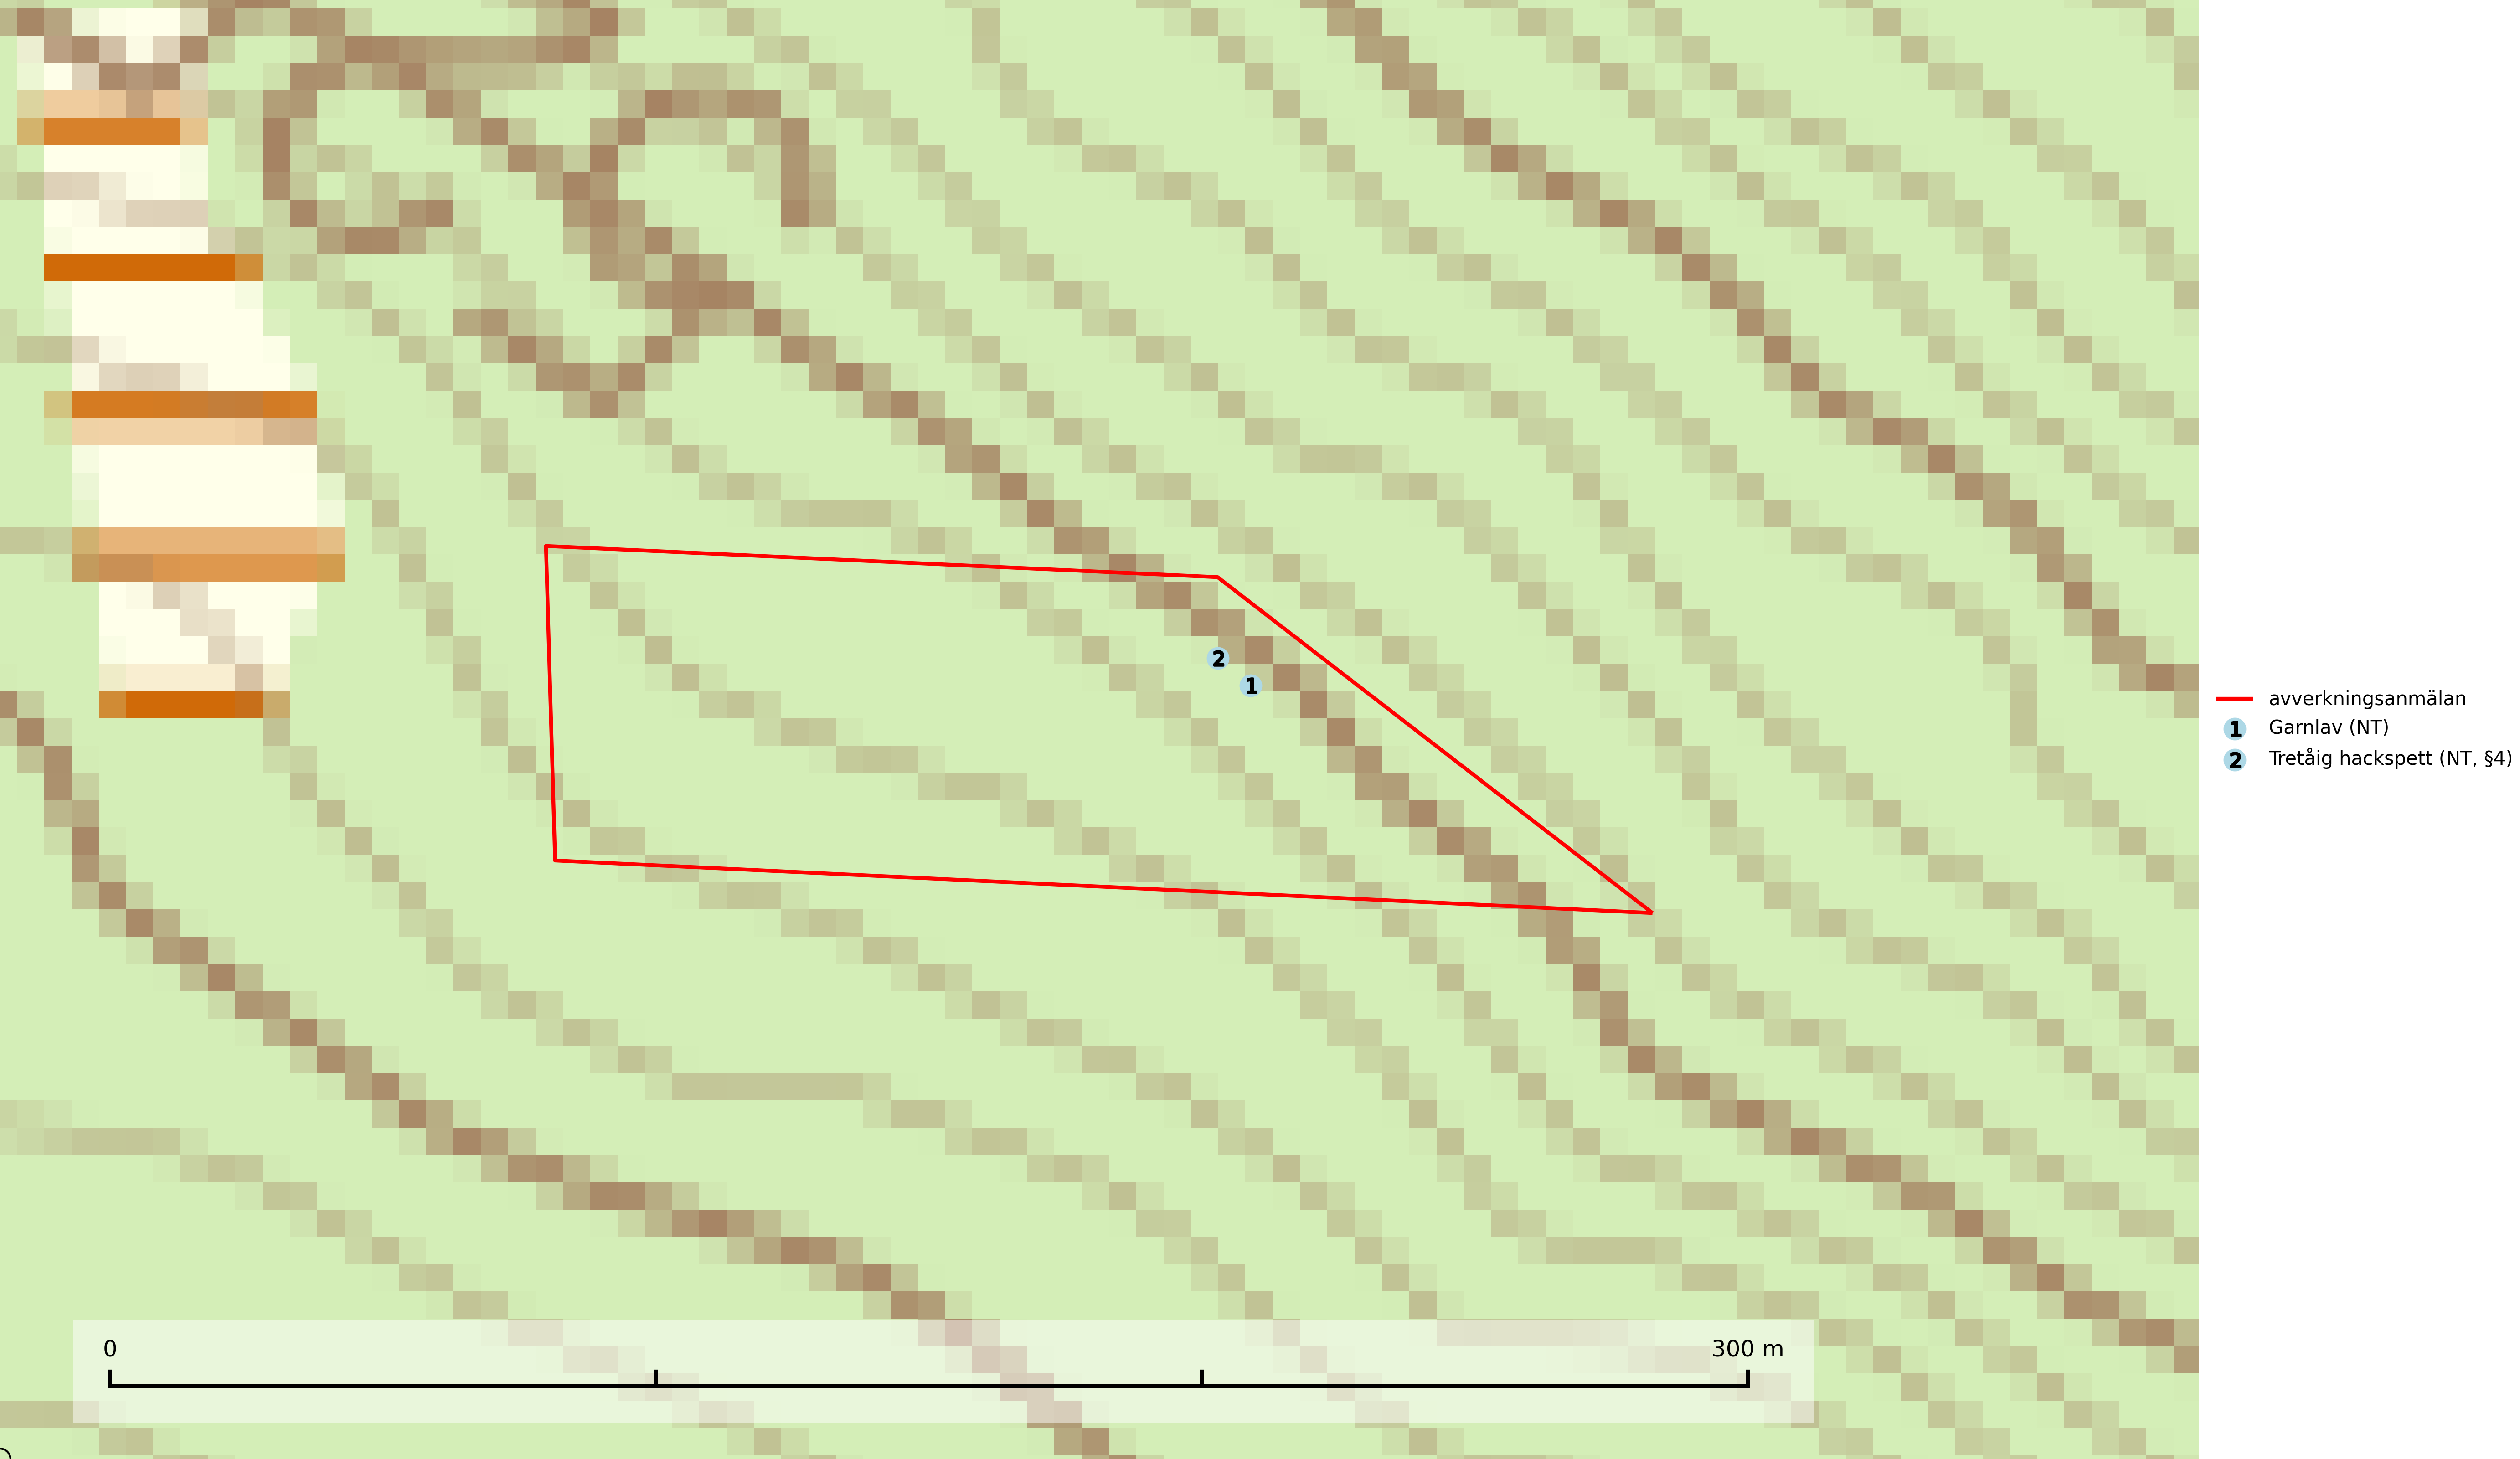 2
1
avverkningsanmälan
1 Garnlav (NT)
2 Tretåig hackspett (NT, §4)
0 300 m